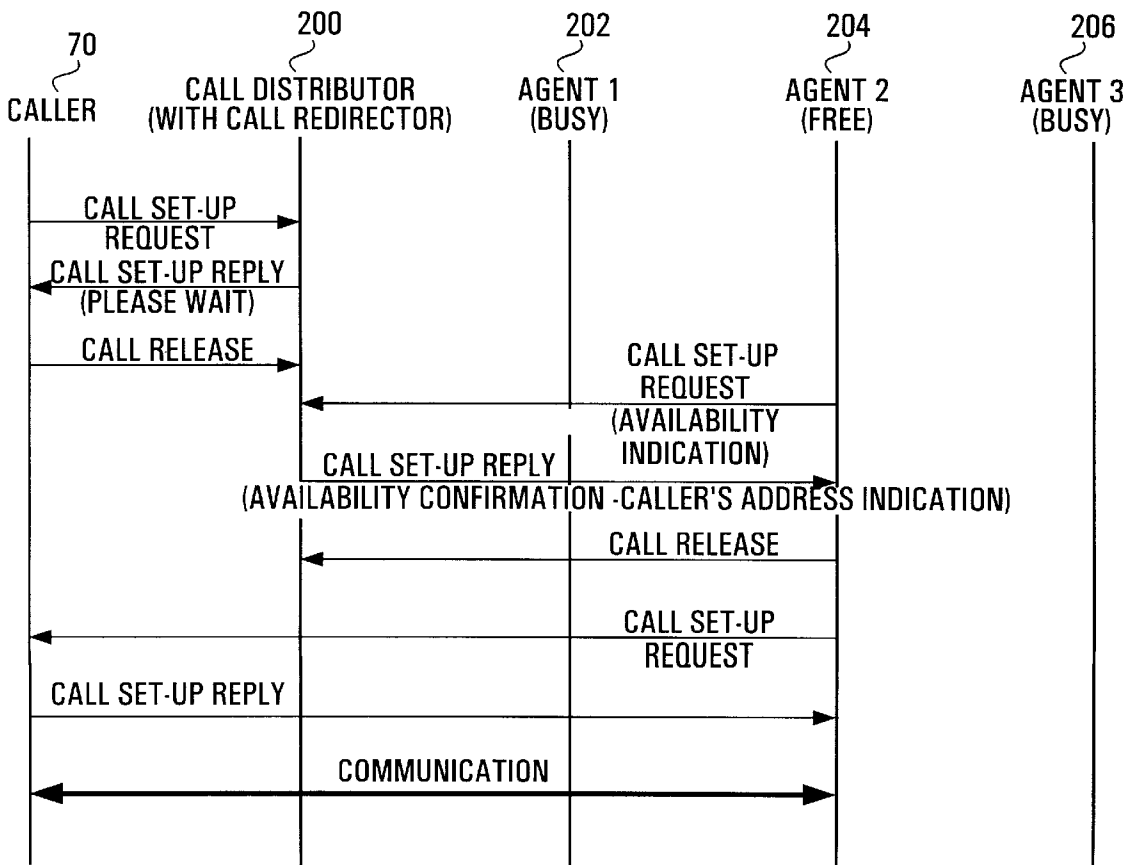 70
200
202
204
206
CALLER
CALL DISTRIBUTOR
(WITH CALL REDIRECTOR)
AGENT 1
(BUSY)
AGENT 2
(FREE)
AGENT 3
(BUSY)
CALL SET-UP
REQUEST
CALL SET-UP REPLY
(PLEASE WAIT)
CALL RELEASE
CALL SET-UP
REQUEST
(AVAILABILITY
INDICATION)
CALL SET-UP REPLY
(AVAILABILITY CONFIRMATION -CALLER'S ADDRESS INDICATION)
CALL RELEASE
CALL SET-UP
REQUEST
CALL SET-UP REPLY
COMMUNICATION